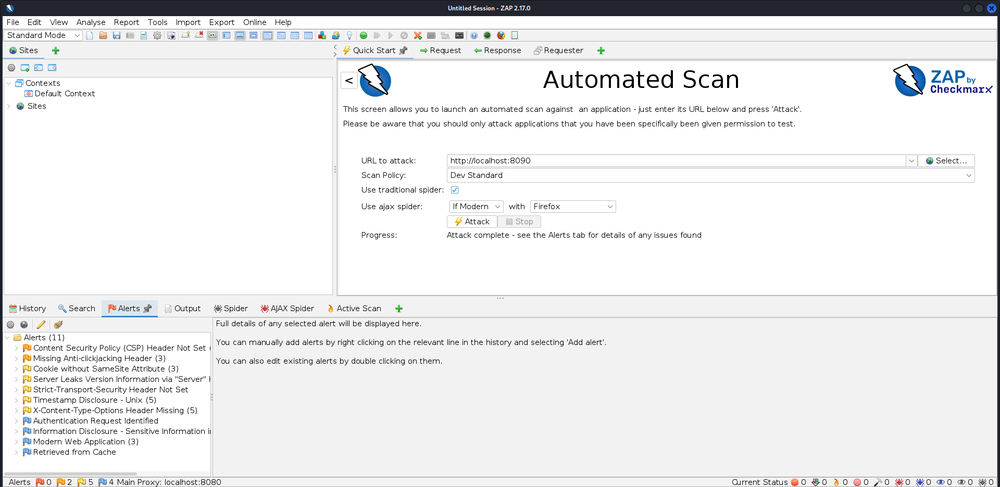 Untitled Session - ZAP 2.17.0
File Edit View Analyse Report Tools Import Export Online Help
Standard Mode
Sites
Quick Start Request Response Requester
Contexts
Default Context
Sites
<
Automated Scan
ZAP by
Checkmarx
This screen allows you to launch an automated scan against  an application - just enter its URL below and press 'Attack'.
Please be aware that you should only attack applications that you have been specifically been given permission to test.
URL to attack: http://localhost:8090 Select...
Scan Policy: Dev Standard
Use traditional spider:
Use ajax spider: If Modern with Firefox
Attack Stop
Progress: Attack complete - see the Alerts tab for details of any issues found
History Search Alerts Output Spider AJAX Spider Active Scan
Alerts (11)
Content Security Policy (CSP) Header Not Set (
Missing Anti-clickjacking Header (3)
Cookie without SameSite Attribute (3)
Server Leaks Version Information via "Server"
Strict-Transport-Security Header Not Set
Timestamp Disclosure - Unix (5)
X-Content-Type-Options Header Missing (5)
Authentication Request Identified
Information Disclosure - Sensitive Information
Modern Web Application (3)
Retrieved from Cache
Full details of any selected alert will be displayed here.
You can manually add alerts by right clicking on the relevant line in the history and selecting 'Add alert'.
You can also edit existing alerts by double clicking on them.
Alerts 0 2 5 4 Main Proxy: localhost:8080
Current Status 0 0 0 0 0 0 0 0 0 0